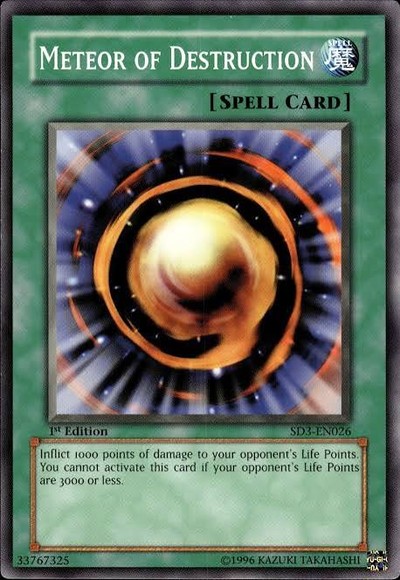 METEOR OF DESTRUCTION
SPELL
魔
[SPELL CARD]
1st Edition
SD3-EN026
Inflict 1000 points of damage to your opponent's Life Points.
You cannot activate this card if your opponent's Life Points
are 3000 or less.
33767325
©1996 KAZUKI TAKAHASHI